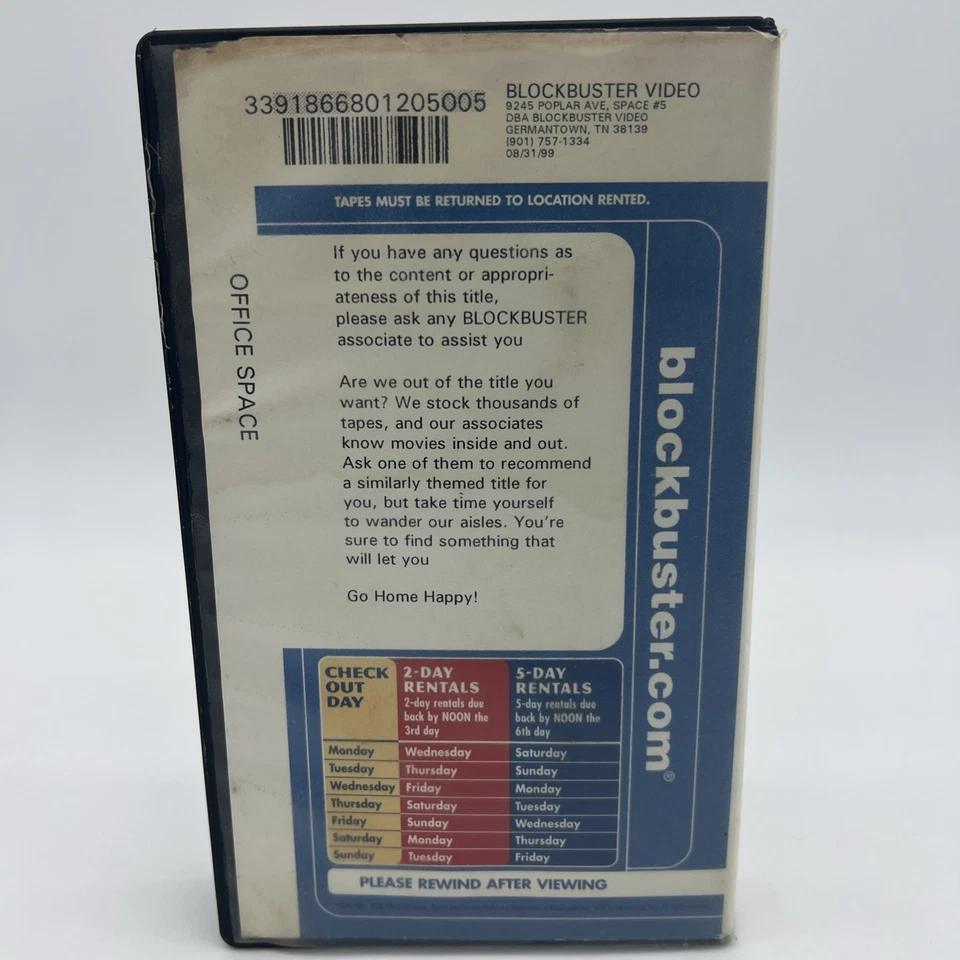 3391866801205005
BLOCKBUSTER VIDEO
9245 POPLAR AVE, SPACE #5
DBA BLOCKBUSTER VIDEO
GERMANTOWN, TN 38139
(901) 757-1334
08/31/99
TAPES MUST BE RETURNED TO LOCATION RENTED.
OFFICE SPACE
If you have any questions as
to the content or appropri-
ateness of this title,
please ask any BLOCKBUSTER
associate to assist you
Are we out of the title you
want? We stock thousands of
tapes, and our associates
know movies inside and out.
Ask one of them to recommend
a similarly themed title for
you, but take time yourself
to wander our aisles. You're
sure to find something that
will let you
Go Home Happy!
blockbuster.com®
CHECK OUT DAY
2-DAY RENTALS
2-day rentals due
back by NOON the
3rd day
5-DAY RENTALS
5-day rentals due
back by NOON the
6th day
Monday Wednesday Saturday
Tuesday Thursday Sunday
Wednesday Friday Monday
Thursday Saturday Tuesday
Friday Sunday Wednesday
Saturday Monday Thursday
Sunday Tuesday Friday
PLEASE REWIND AFTER VIEWING